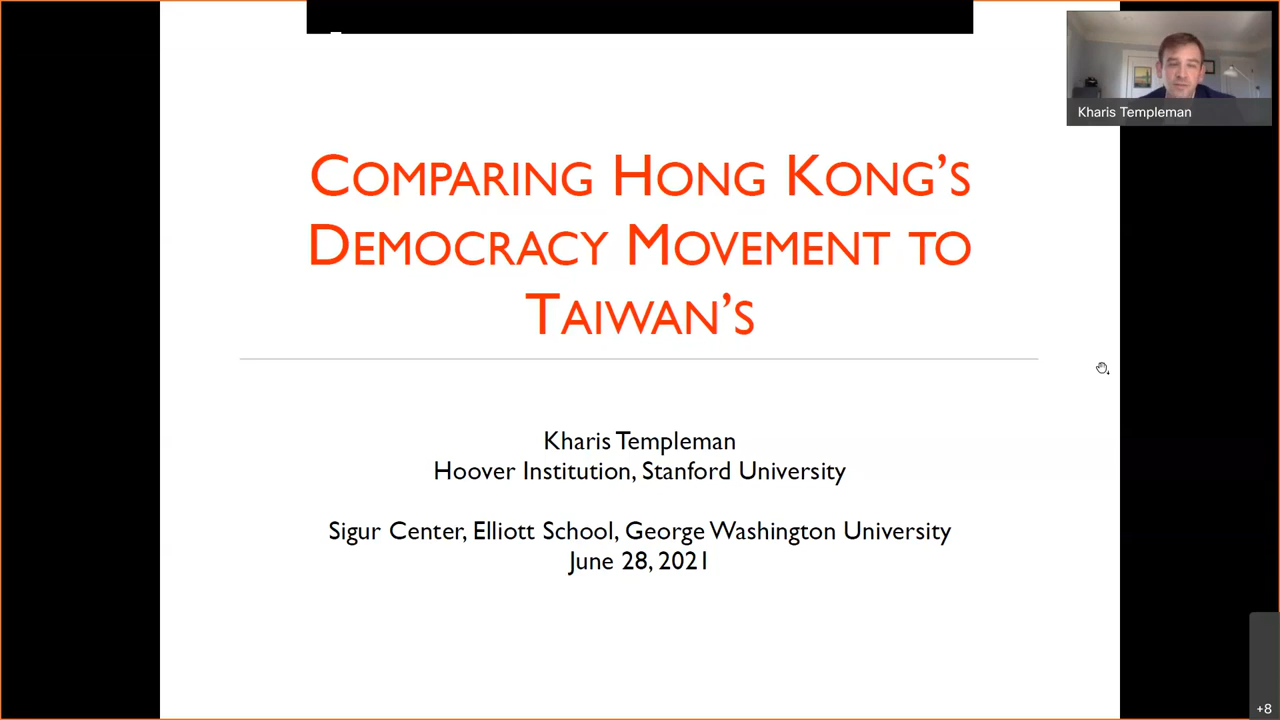 Kharis Templeman
Comparing Hong Kong's
Democracy Movement to
Taiwan's
Kharis Templeman
Hoover Institution, Stanford University
Sigur Center, Elliott School, George Washington University
June 28, 2021
+8